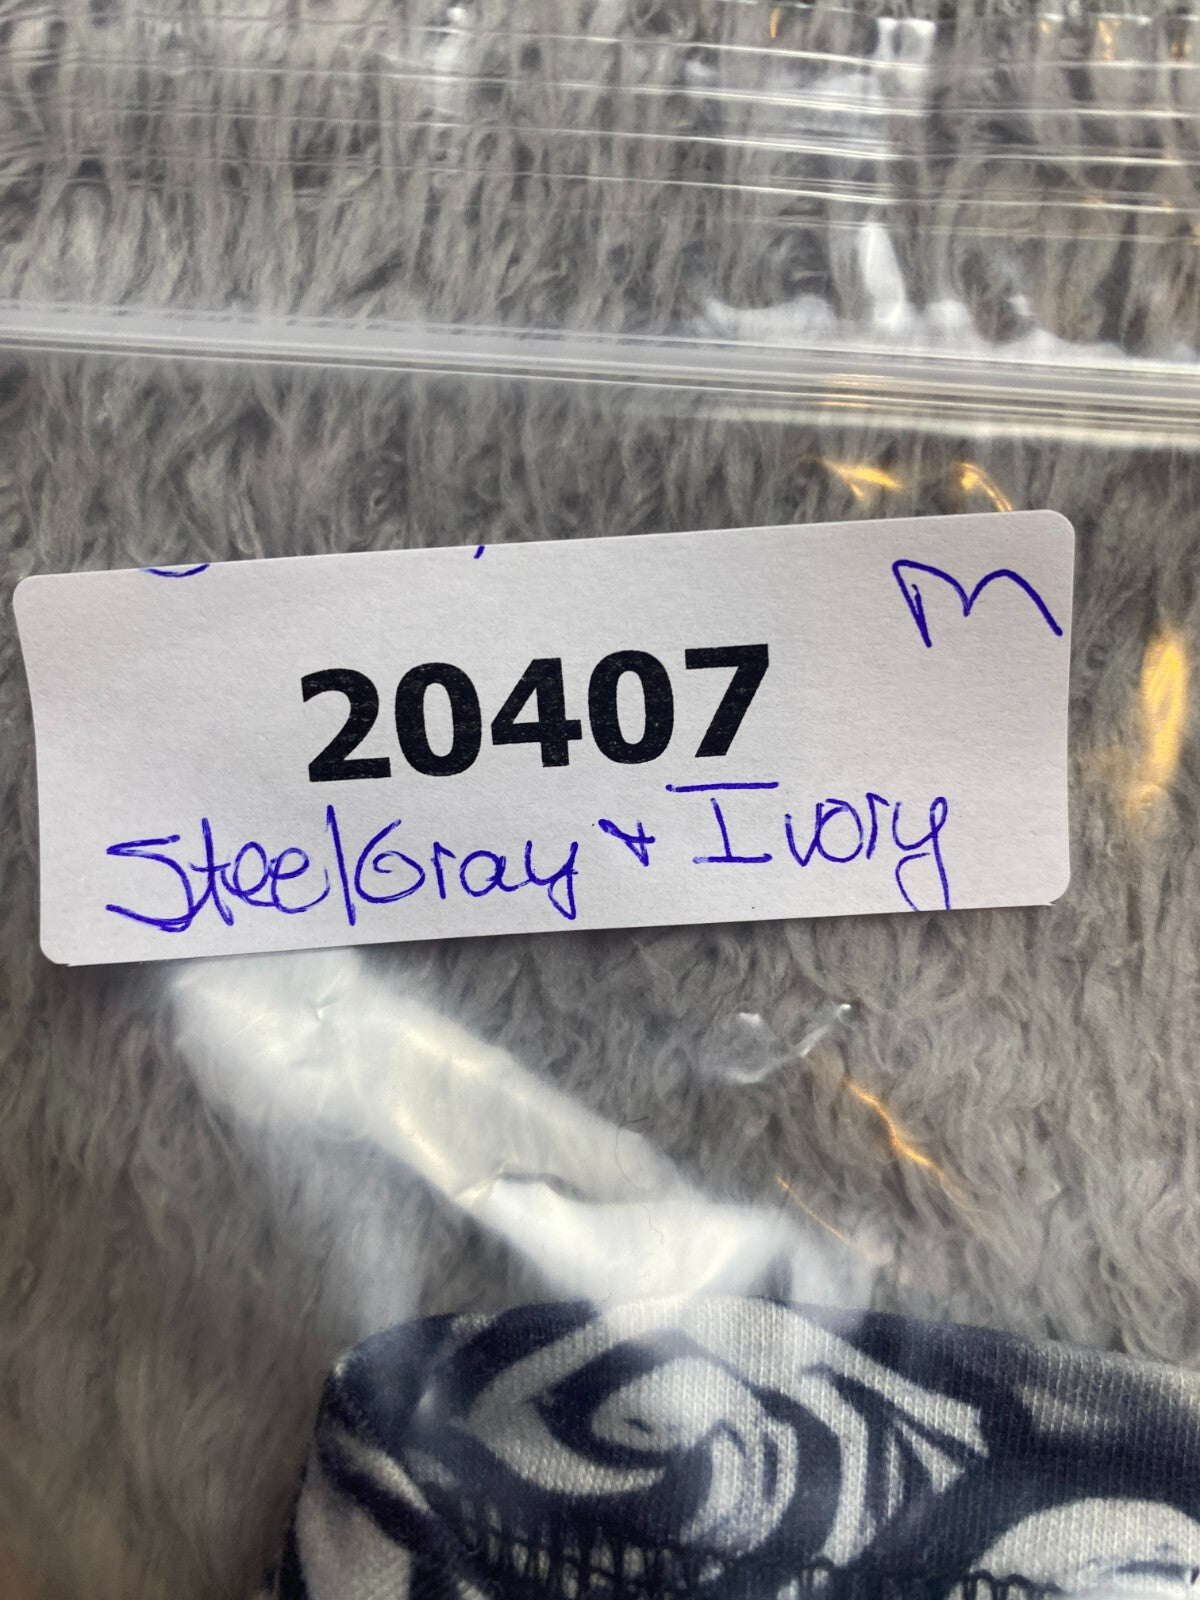 M
20407
Steel Gray + Ivory